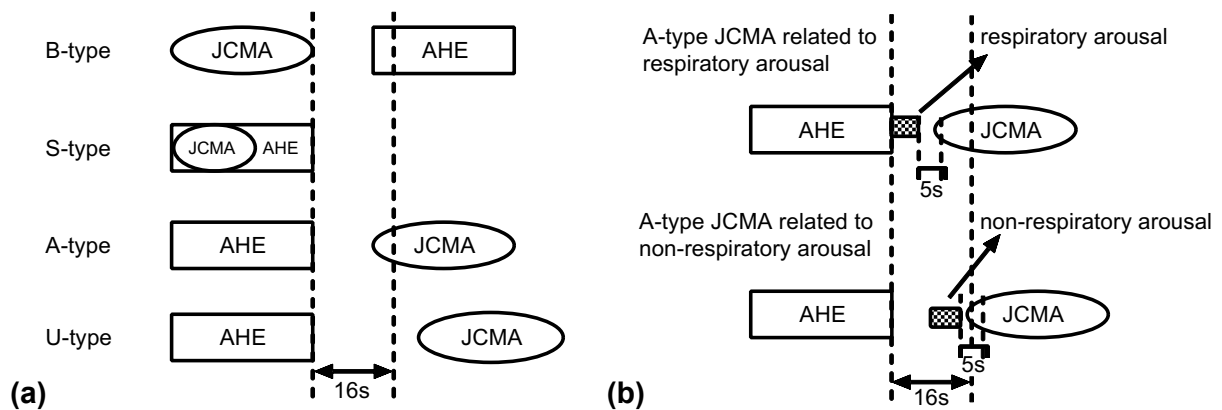 B-type
JCMA
AHE
S-type
JCMA
AHE
A-type
AHE
JCMA
U-type
AHE
JCMA
16s
(a)
A-type JCMA related to
respiratory arousal
respiratory arousal
AHE
JCMA
5s
A-type JCMA related to
non-respiratory arousal
non-respiratory arousal
AHE
JCMA
5s
16s
(b)